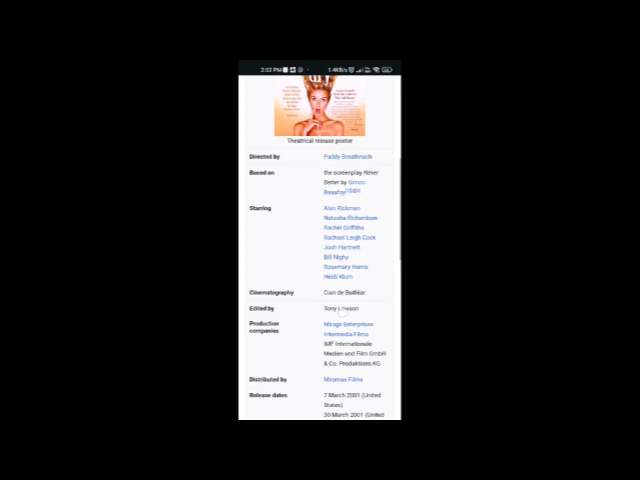 2:02 PM
1.4KB/s
Theatrical release poster
Directed by
Paddy Breathnach
Based on
the screenplay Never
Better by Simon
Beaufoy
Starring
Alan Rickman
Natasha Richardson
Rachel Griffiths
Rachael Leigh Cook
Josh Hartnett
Bill Nighy
Rosemary Harris
Heidi Klum
Cinematography
Cian de Buitléar
Edited by
Tony
Production
companies
Mirage Enterprises
Intermedia Films
IMF Internationale
Medien und Film GmbH
& Co. Produktions KG
Distributed by
Miramax Films
Release dates
7 March 2001 (United
States)
30 March 2001 (United